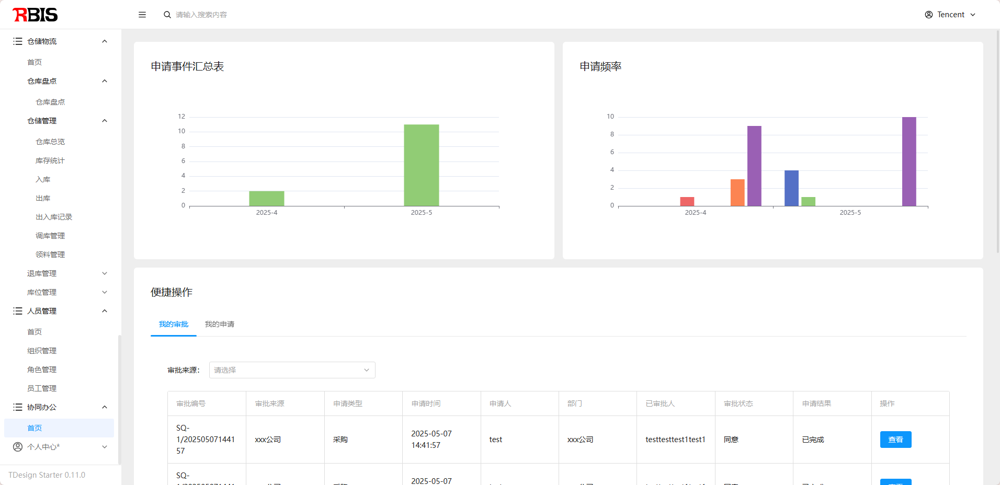 RBIS
请输入搜索内容
Tencent
仓储物流
首页
仓库盘点
仓库盘点
仓储管理
仓库总览
库存统计
入库
出库
出入库记录
调库管理
领料管理
退库管理
库位管理
人员管理
首页
组织管理
角色管理
员工管理
协同办公
首页
个人中心*
TDesign Starter 0.11.0
申请事件汇总表
12
10
8
6
4
2
0
2025-4 2025-5
申请频率
10
8
6
4
2
0
2025-4 2025-5
便捷操作
我的审批 我的申请
审批来源：
请选择
审批编号 审批来源 申请类型 申请时间 申请人 部门 已审批人 审批状态 申请结果 操作
SQ-
1/202505071441
57
xxx公司
采购
2025-05-07
14:41:57
test
xxx公司
testtesttest1test1
同意
已完成
查看
SQ-
2025-05-07